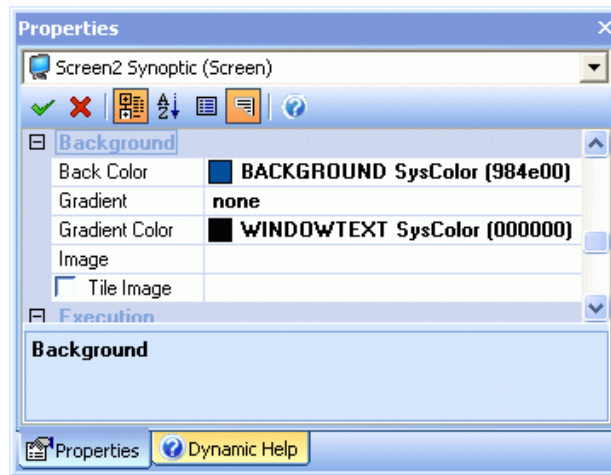 Properties
Screen2 Synoptic (Screen)
Background
Back Color BACKGROUND SysColor (984e00)
Gradient none
Gradient Color WINDOWTEXT SysColor (000000)
Image
Tile Image
Execution
Background
Properties Dynamic Help